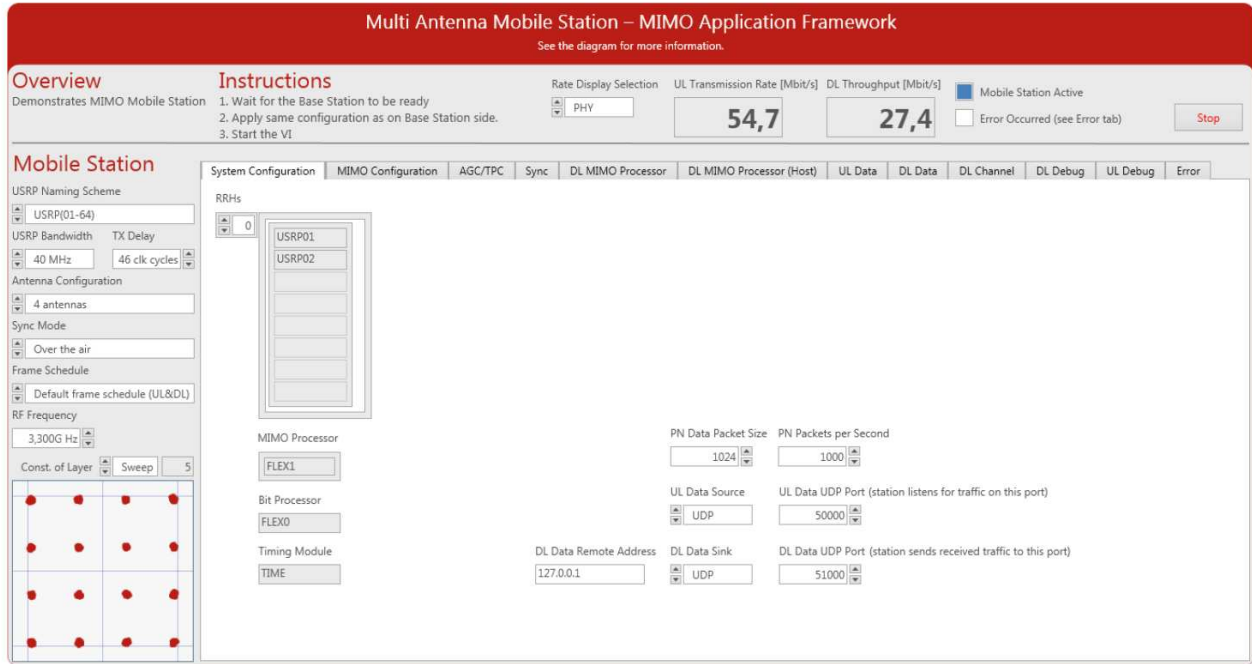 Multi Antenna Mobile Station – MIMO Application Framework
See the diagram for more information.
Overview
Demonstrates MIMO Mobile Station
Instructions
1. Wait for the Base Station to be ready
2. Apply same configuration as on Base Station side.
3. Start the VI
Rate Display Selection
PHY
UL Transmission Rate [Mbit/s]
54,7
DL Throughput [Mbit/s]
27,4
Mobile Station Active
Error Occurred (see Error tab)
Stop
Mobile Station
USRP Naming Scheme
USRP(01-64)
USRP Bandwidth TX Delay
40 MHz 46 clk cycles
Antenna Configuration
4 antennas
Sync Mode
Over the air
Frame Schedule
Default frame schedule (UL&DL)
RF Frequency
3,300G Hz
Const. of Layer Sweep 5
System Configuration MIMO Configuration AGC/TPC Sync DL MIMO Processor DL MIMO Processor (Host) UL Data DL Data DL Channel DL Debug UL Debug Error
RRHs
0
USRP01
USRP02
MIMO Processor
FLEX1
Bit Processor
FLEX0
Timing Module
TIME
PN Data Packet Size PN Packets per Second
1024 1000
UL Data Source UL Data UDP Port (station listens for traffic on this port)
UDP 50000
DL Data Remote Address DL Data Sink DL Data UDP Port (station sends received traffic to this port)
127.0.0.1 UDP 51000